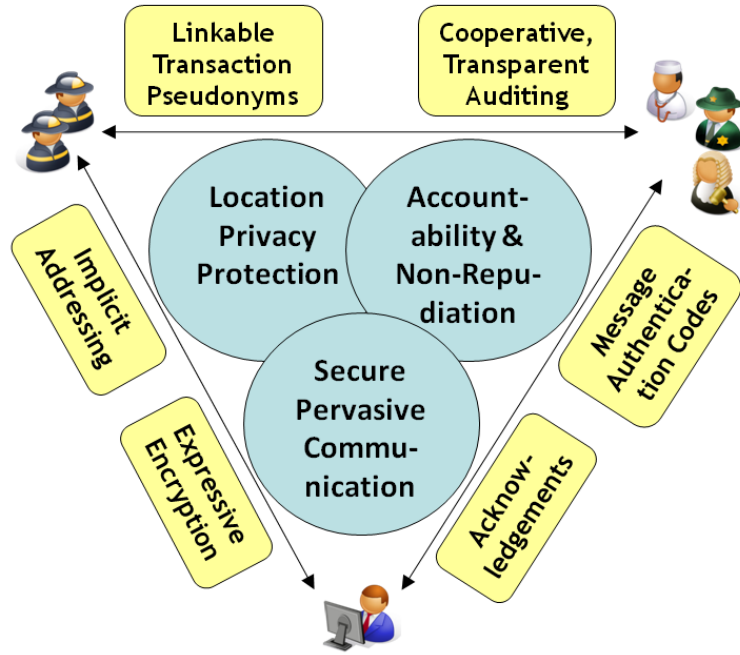 Linkable
Transaction
Pseudonyms
Cooperative,
Transparent
Auditing
Location
Privacy
Protection
Account-
ability &
Non-Repu-
diation
Secure
Pervasive
Commu-
nication
Implicit
Addressing
Expressive
Encryption
Message
Authentica-
tion Codes
Acknow-
ledgements